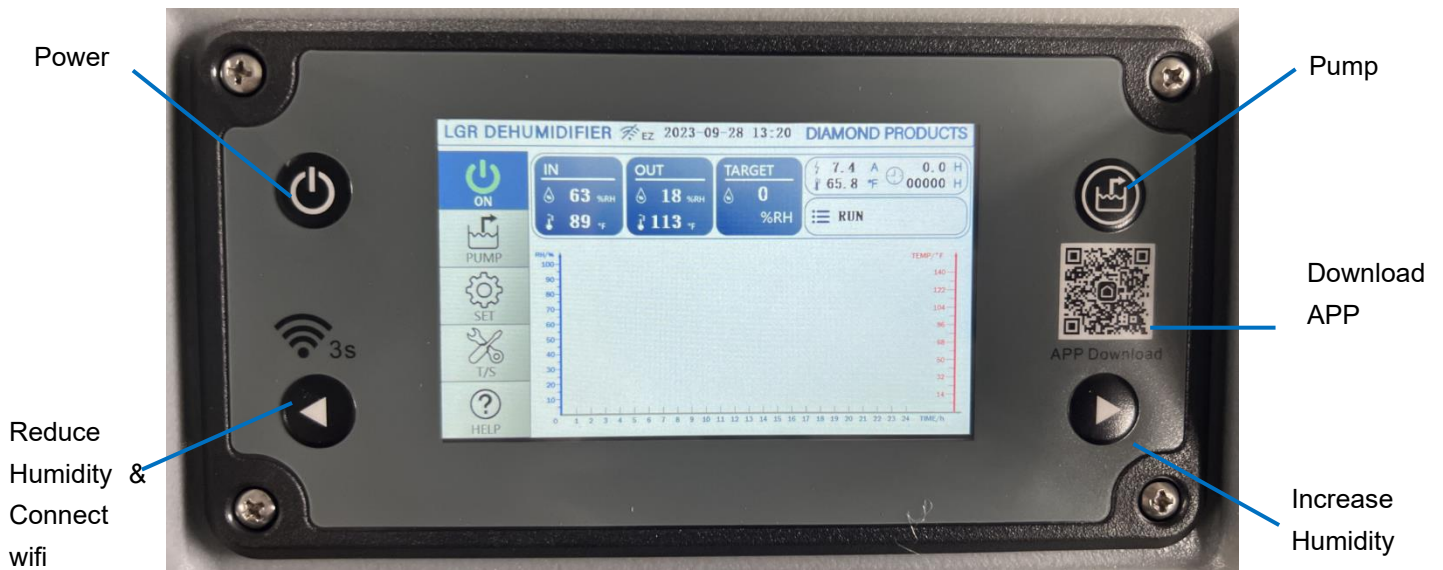 Power
Pump
Download
APP
Reduce
Humidity &
Connect
wifi
Increase
Humidity
LGR DEHUMIDIFIER EZ 2023-09-28 13:20 DIAMOND PRODUCTS
ON
IN
63 %RH
89 °F
OUT
18 %RH
113 °F
TARGET
0
%RH
7.4 A 0.0 H
65.8 °F 00000 H
RUN
PUMP
SET
T/S
HELP
RH/%
100
90
80
70
60
50
40
30
20
10
TEMP/°F
140
122
104
86
68
50
32
14
0 1 2 3 4 5 6 7 8 9 10 11 12 13 14 15 16 17 18 19 20 21 22 23 24 TIME/h
3s
APP Download